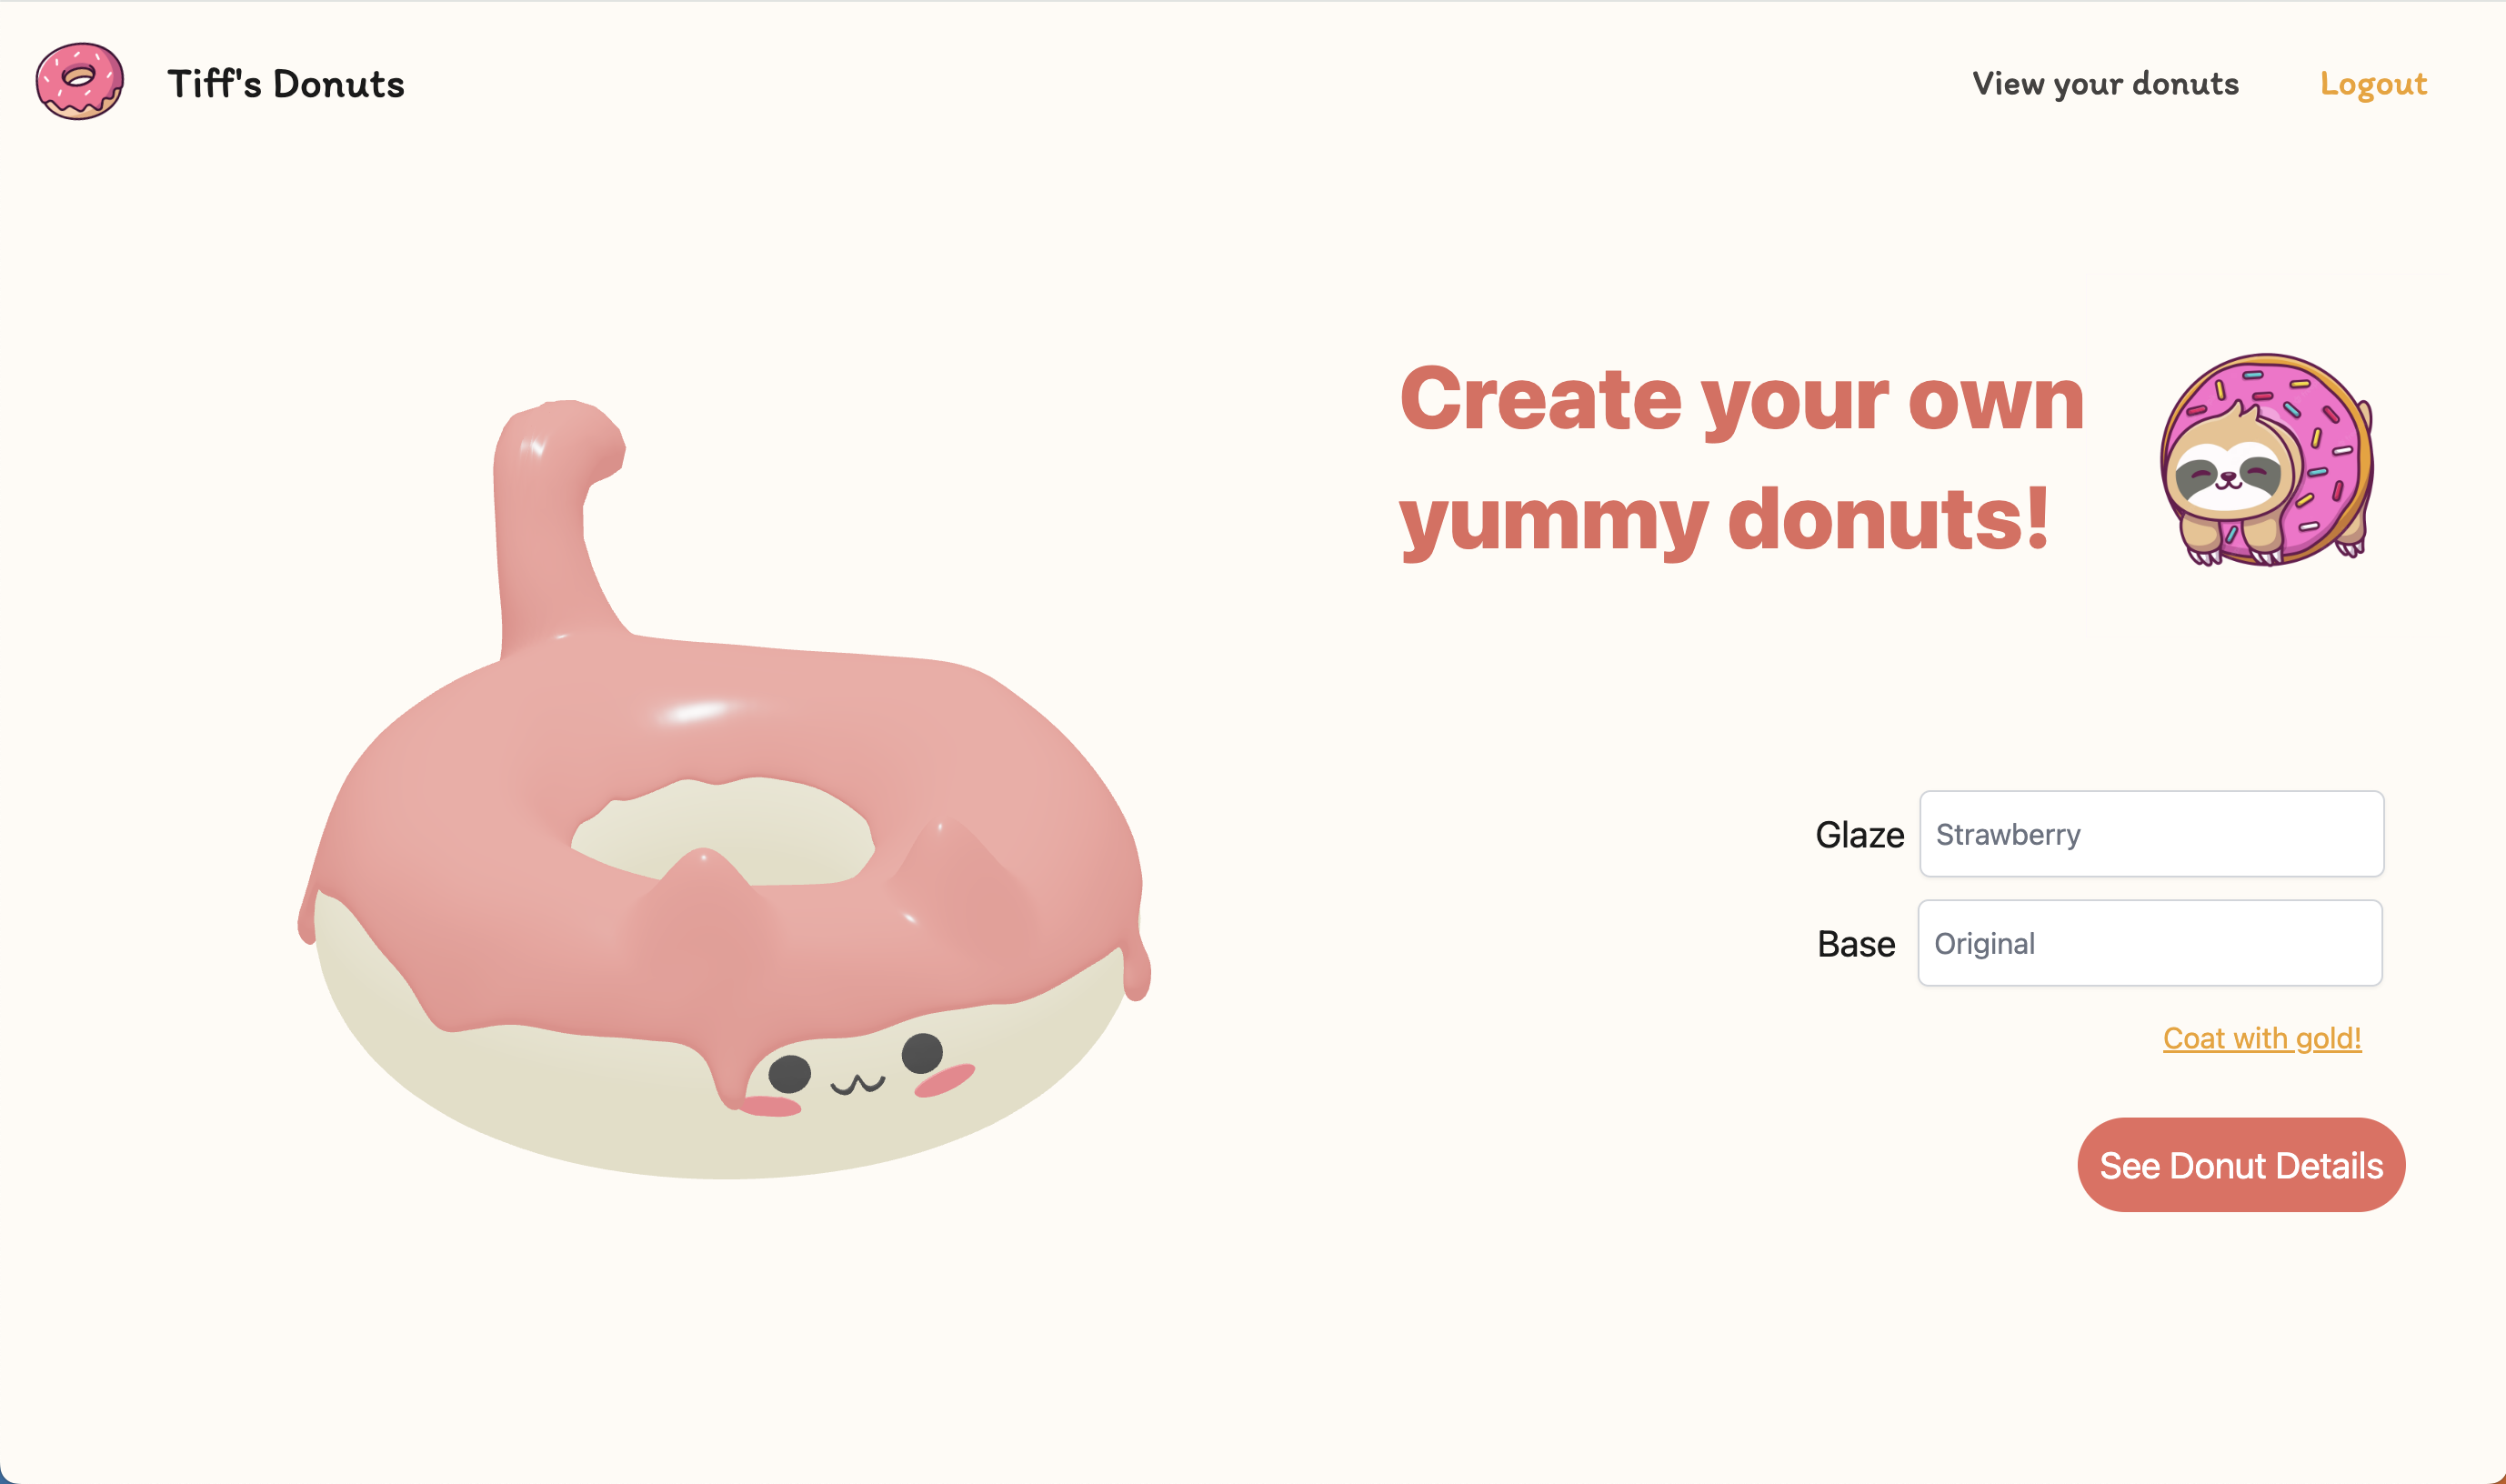 Tiff's Donuts
View your donuts
Logout
Create your own
yummy donuts!
Glaze
Strawberry
Base
Original
Coat with gold!
See Donut Details